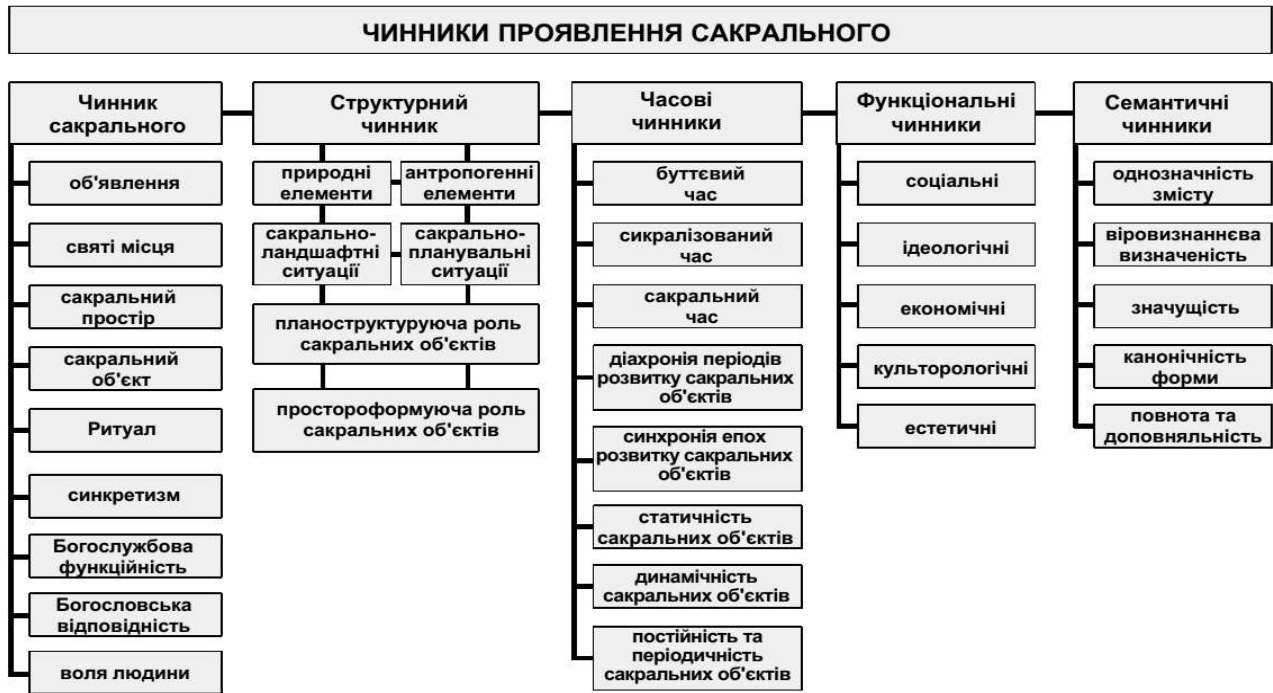 ЧИННИКИ ПРОЯВЛЕННЯ САКРАЛЬНОГО
Чинник
сакрального
об'явлення
святі місця
сакральний
простір
сакральний
об'єкт
Ритуал
синкретизм
Богослужбова
функційність
Богословська
відповідність
воля людини
Структурний
чинник
природні
елементи
антропогенні
елементи
сакрально-
ландшафтні
ситуації
сакрально-
планувальні
ситуації
планоструктуруюча роль
сакральних об'єктів
простороформуюча роль
сакральних об'єктів
Часові
чинники
буттєвий
час
сикралізований
час
сакральний
час
діахронія періодів
розвитку сакральних
об'єктів
синхронія епох
розвитку сакральних
об'єктів
статичність
сакральних об'єктів
динамічність
сакральних об'єктів
постійність та
періодичність
сакральних об'єктів
Функціональні
чинники
соціальні
ідеологічні
економічні
культорологічні
естетичні
Семантичні
чинники
однозначність
змісту
віровизнаннєва
визначеність
значущість
канонічність
форми
повнота та
доповняльність